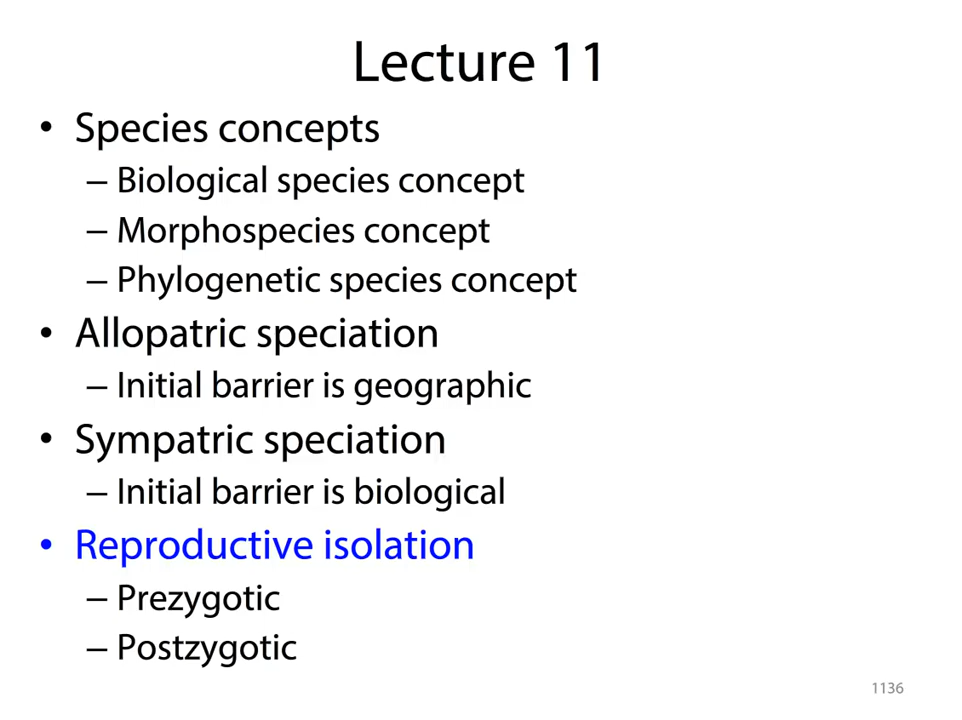 Lecture 11
• Species concepts
– Biological species concept
– Morphospecies concept
– Phylogenetic species concept
• Allopatric speciation
– Initial barrier is geographic
• Sympatric speciation
– Initial barrier is biological
• Reproductive isolation
– Prezygotic
– Postzygotic
1136